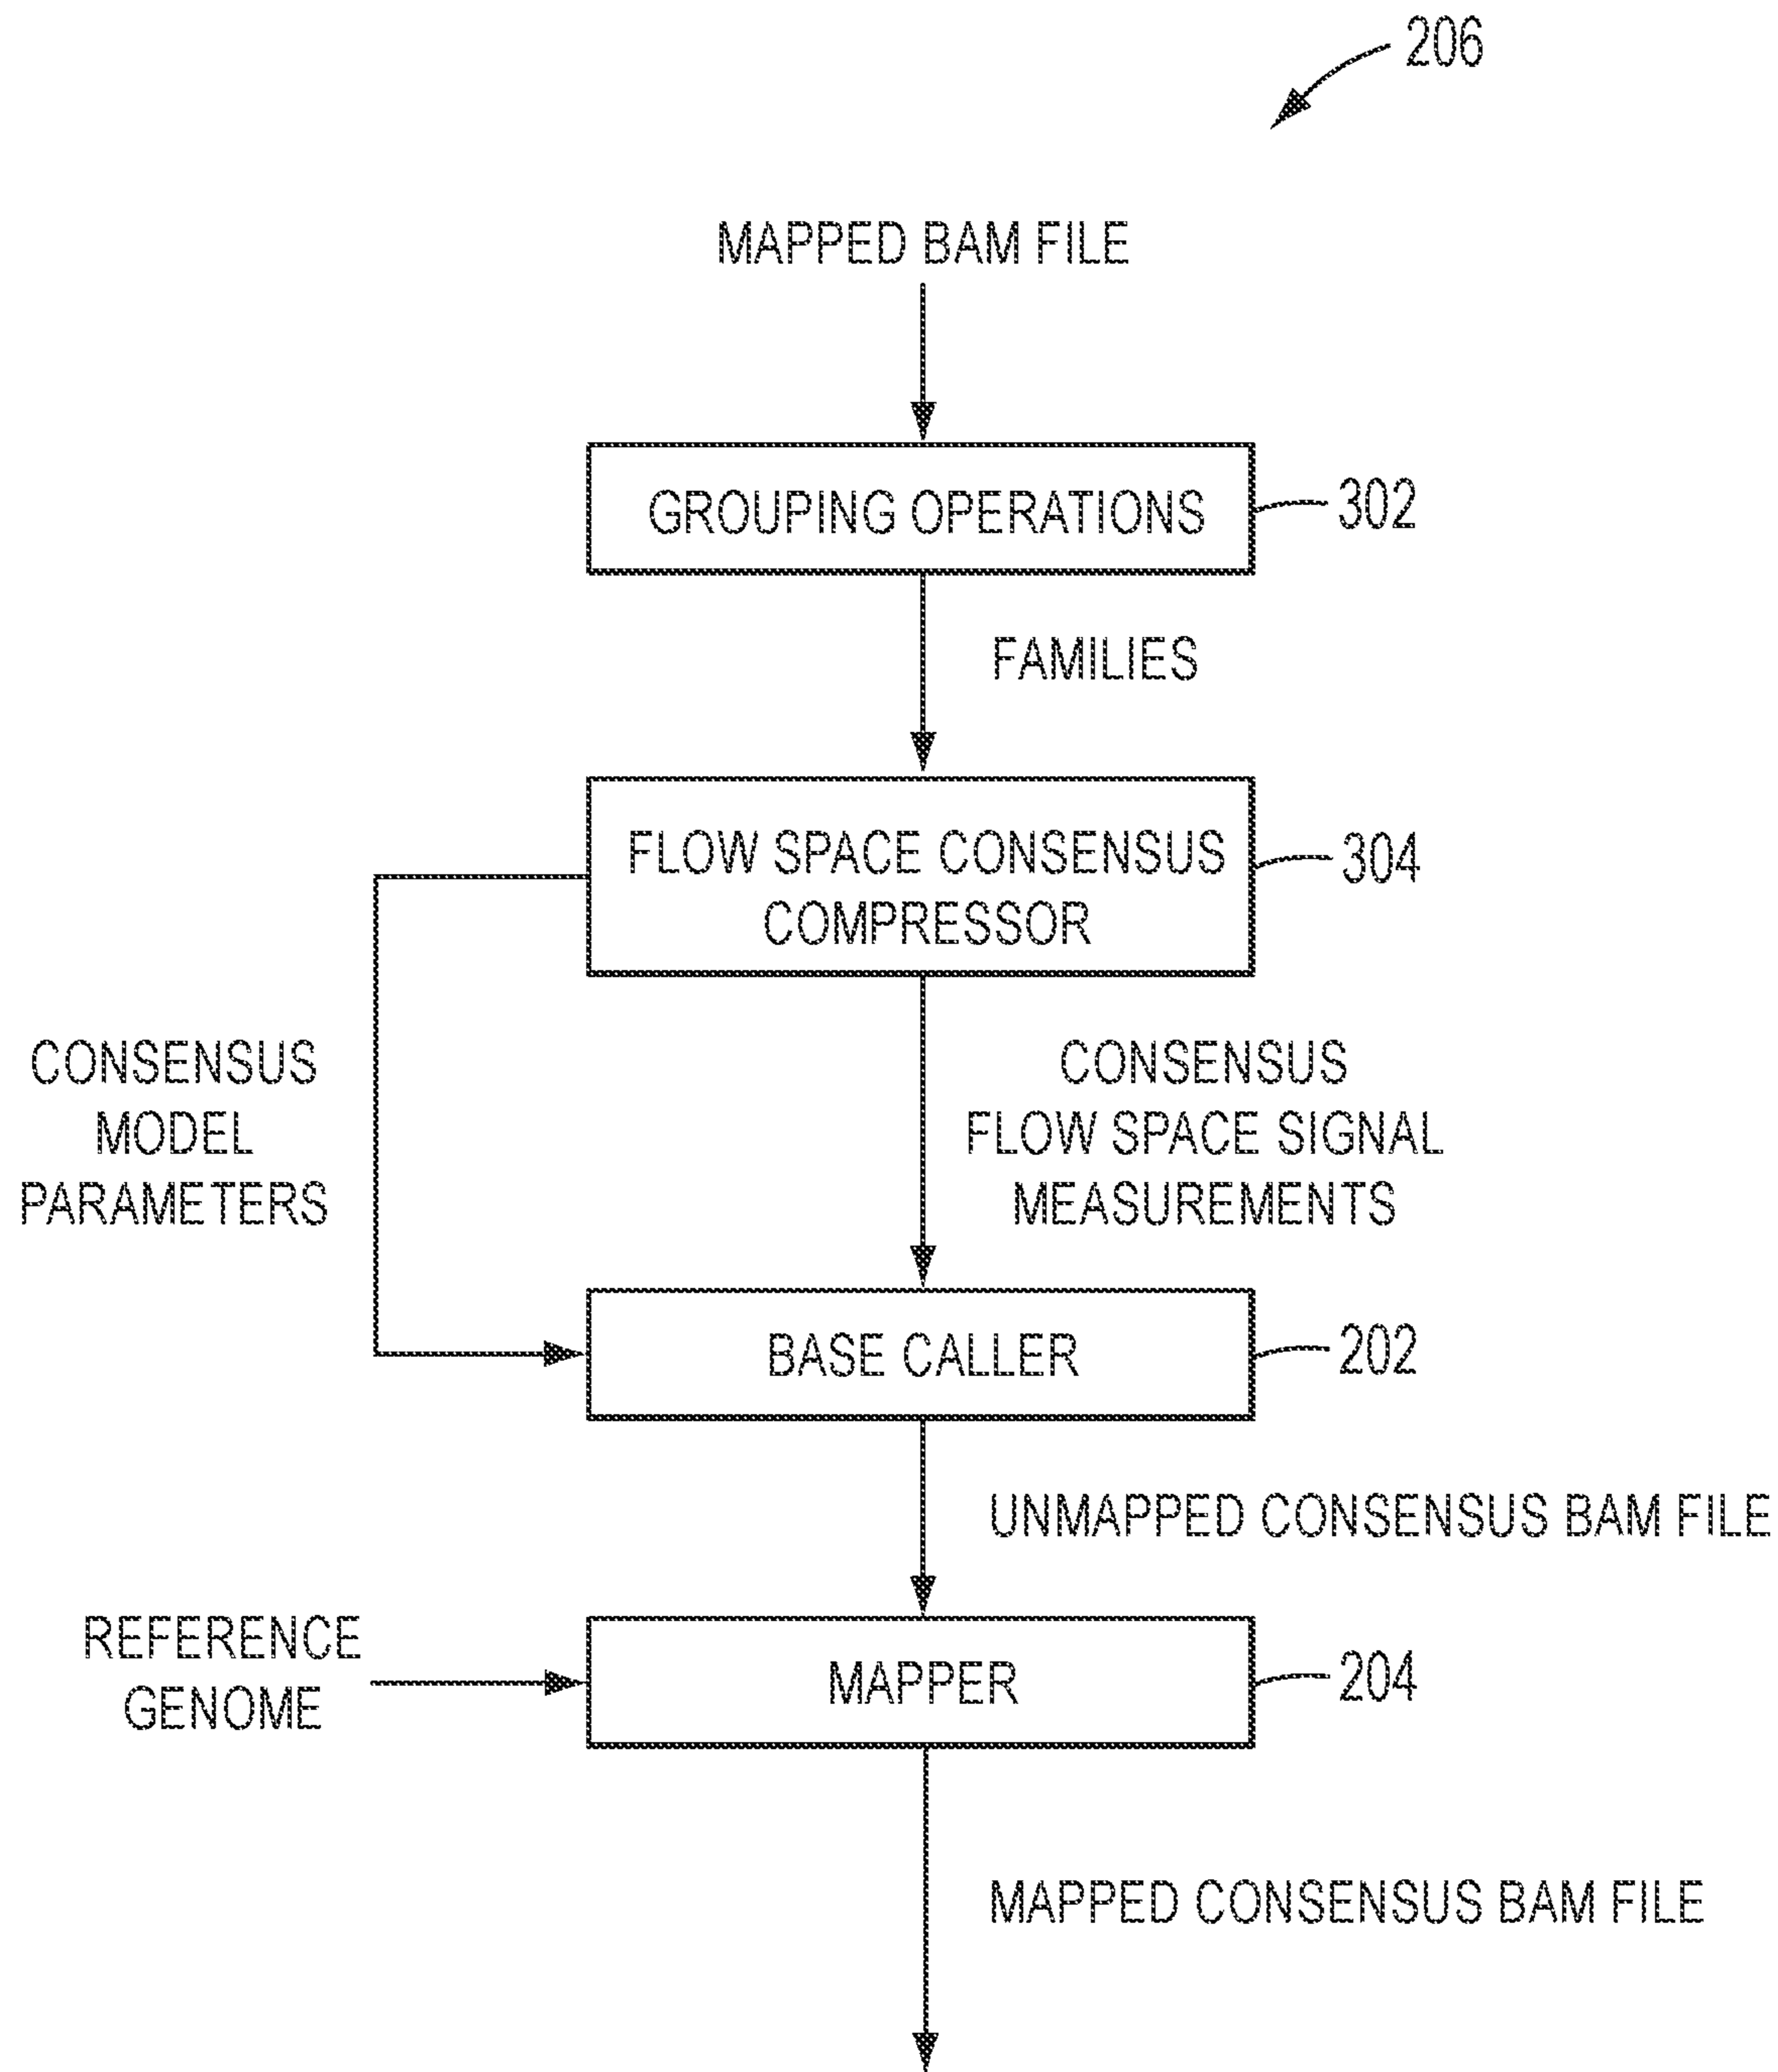 206
MAPPED BAM FILE
GROUPING OPERATIONS
302
FAMILIES
FLOW SPACE CONSENSUS
COMPRESSOR
304
CONSENSUS
MODEL
PARAMETERS
CONSENSUS
FLOW SPACE SIGNAL
MEASUREMENTS
BASE CALLER
202
UNMAPPED CONSENSUS BAM FILE
REFERENCE
GENOME
MAPPER
204
MAPPED CONSENSUS BAM FILE